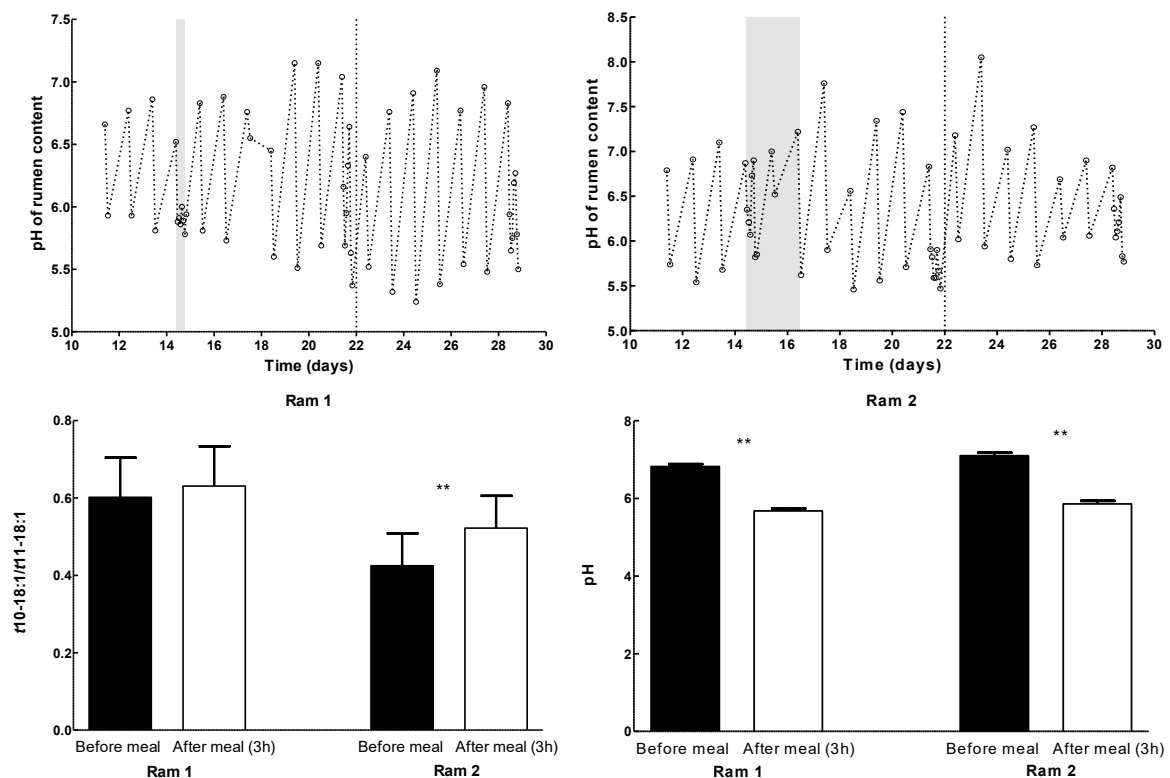 pH of rumen content
7.5
7.0
6.5
6.0
5.5
5.0
10 12 14 16 18 20 22 24 26 28 30
Time (days)
Ram 1
pH of rumen content
8.5
8.0
7.5
7.0
6.5
6.0
5.5
5.0
10 12 14 16 18 20 22 24 26 28 30
Time (days)
Ram 2
t10-18:1/t11-18:1
0.8
0.6
0.4
0.2
0.0
**
Before meal After meal (3h) Before meal After meal (3h)
Ram 1 Ram 2
pH
8
6
4
2
0
** **
Before meal After meal (3h) Before meal After meal (3h)
Ram 1 Ram 2